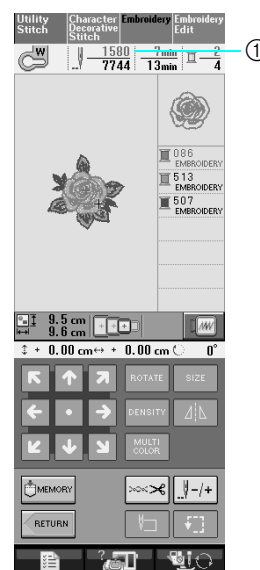 Utility Stitch
Character Decorative Stitch
Embroidery
Embroidery Edit
W
1580
7744
7min
13min
2
4
①
086
EMBROIDERY
513
EMBROIDERY
507
EMBROIDERY
9.5 cm
9.6 cm
+ 0.00 cm + 0.00 cm 0°
ROTATE SIZE
DENSITY
MULTI COLOR
MEMORY
-/+
RETURN
?